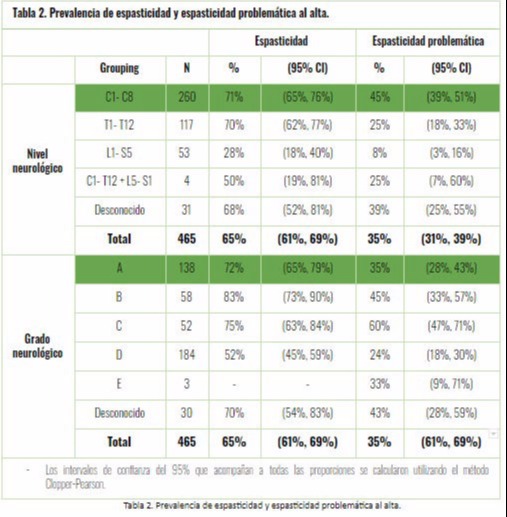 Tabla 2. Prevalencia de espasticidad y espasticidad problemática al alta.
Espasticidad Espasticidad problemática
Grouping N % (95% CI) % (95% CI)
Nivel neurológico
C1- C8 260 71% (65%, 76%) 45% (39%, 51%)
T1- T12 117 70% (62%, 77%) 25% (18%, 33%)
L1- S5 53 28% (18%, 40%) 8% (3%, 16%)
C1- T12 + L5- S1 4 50% (19%, 81%) 25% (7%, 60%)
Desconocido 31 68% (52%, 81%) 39% (25%, 55%)
Total 465 65% (61%, 69%) 35% (31%, 39%)
Grado neurológico
A 138 72% (65%, 79%) 35% (28%, 43%)
B 58 83% (73%, 90%) 45% (33%, 57%)
C 52 75% (63%, 84%) 60% (47%, 71%)
D 184 52% (45%, 59%) 24% (18%, 30%)
E 3 - - 33% (9%, 71%)
Desconocido 30 70% (54%, 83%) 43% (28%, 59%)
Total 465 65% (61%, 69%) 35% (61%, 69%)
- Los intervalos de confianza del 95% que acompañan a todas las proporciones se calcularon utilizando el método
Clopper-Pearson.
Tabla 2. Prevalencia de espasticidad y espasticidad problemática al alta.